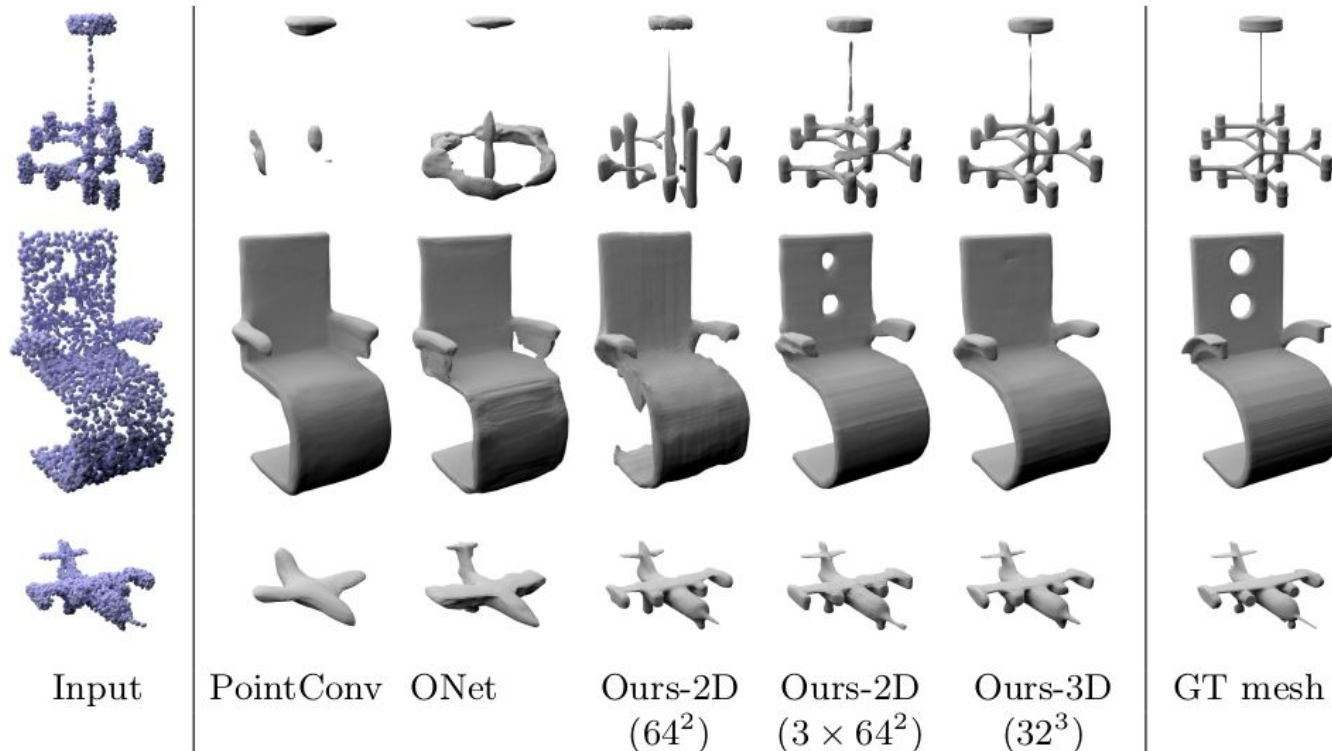 Input PointConv ONet Ours-2D Ours-2D Ours-3D GT mesh
(64²) (3 × 64²) (32³)